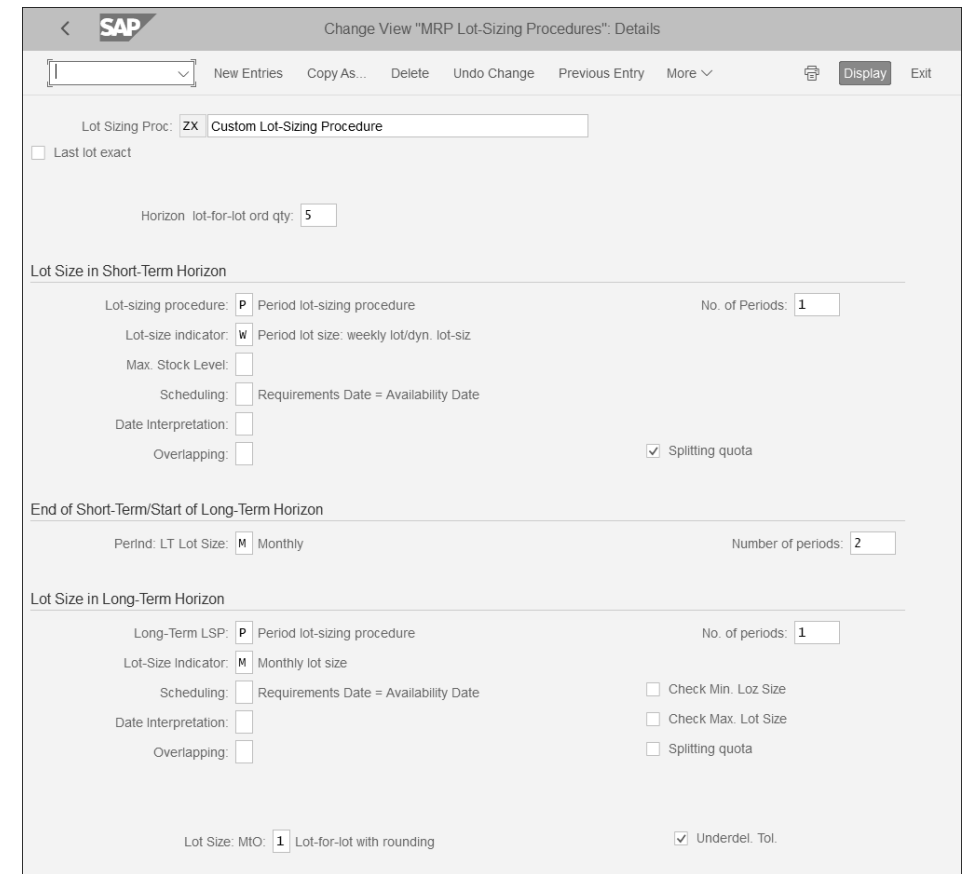 SAP Change View "MRP Lot-Sizing Procedures": Details
New Entries Copy As... Delete Undo Change Previous Entry More Display Exit
Lot Sizing Proc: ZX Custom Lot-Sizing Procedure
Last lot exact
Horizon lot-for-lot ord qty: 5
Lot Size in Short-Term Horizon
Lot-sizing procedure: P Period lot-sizing procedure No. of Periods: 1
Lot-size indicator: W Period lot size: weekly lot/dyn. lot-siz
Max. Stock Level:
Scheduling: Requirements Date = Availability Date
Date Interpretation:
Overlapping: Splitting quota
End of Short-Term/Start of Long-Term Horizon
PerInd: LT Lot Size: M Monthly Number of periods: 2
Lot Size in Long-Term Horizon
Long-Term LSP: P Period lot-sizing procedure No. of periods: 1
Lot-Size Indicator: M Monthly lot size
Scheduling: Requirements Date = Availability Date Check Min. Loz Size
Date Interpretation: Check Max. Lot Size
Overlapping: Splitting quota
Lot Size: MtO: 1 Lot-for-lot with rounding Underdel. Tol.